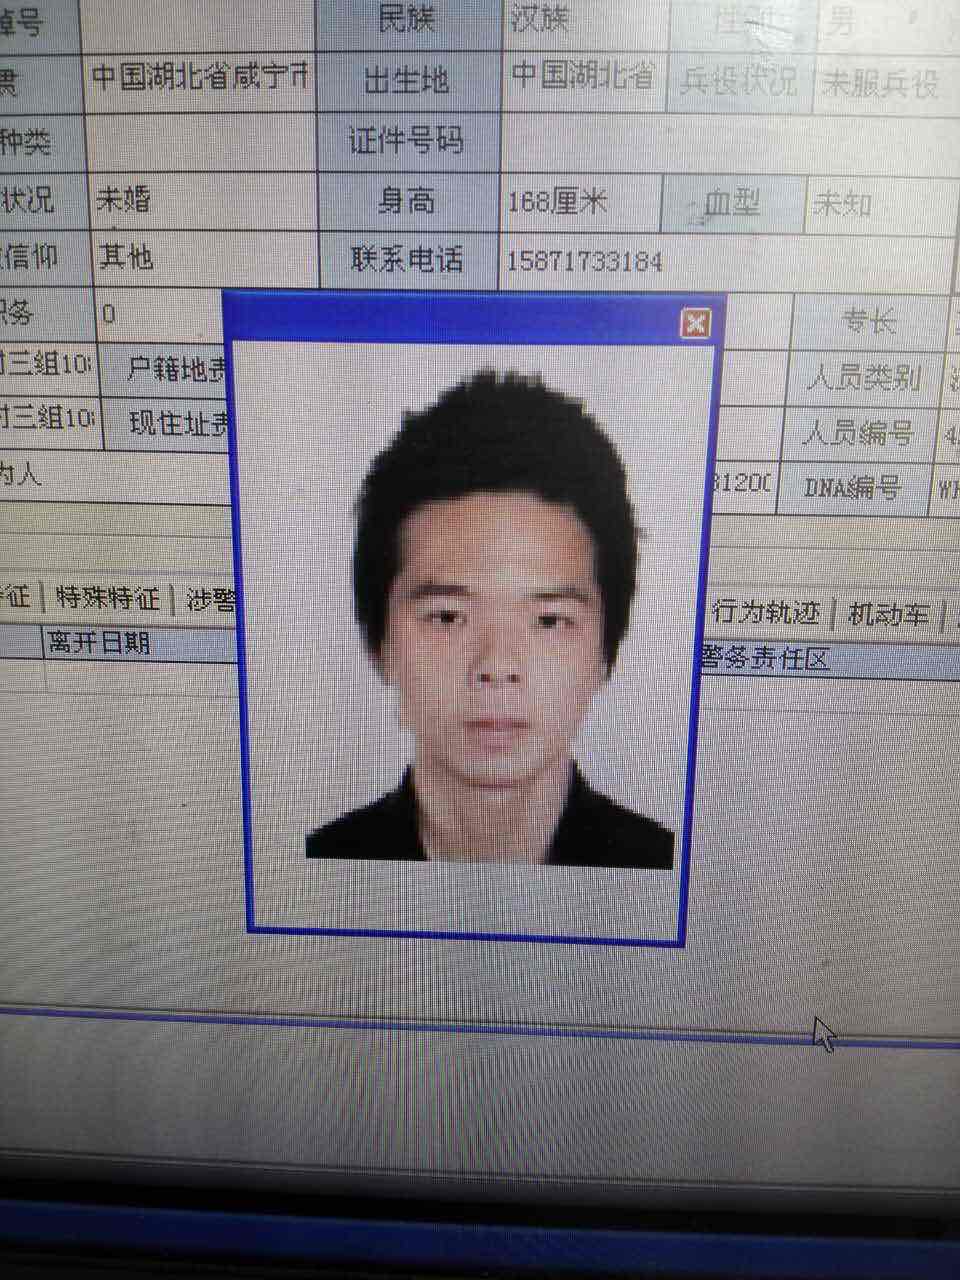 绰号 民族 汉族 性别 男
贯 中国湖北省咸宁市 出生地 中国湖北省 兵役状况 未服兵役
种类 证件号码
状况 未婚 身高 168厘米 血型 未知
信仰 其他 联系电话 15871733184
职务 0 专长
村三组10 户籍地责 人员类别
村三组10 现住址责 人员编号
为人 31200 DNA编号 WH
征 特殊特征 涉警 行为轨迹 机动车
离开日期 警务责任区